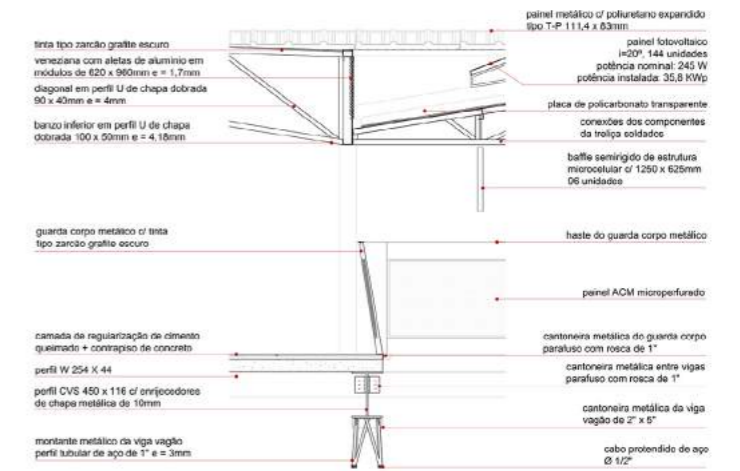 painel metálico c/ poliuretano expandido
tipo T-P 111,4 x 83mm
tinta tipo zarcão grafite escuro
veneziana com aletas de alumínio em
módulos de 620 x 960mm e = 1,7mm
diagonal em perfil U de chapa dobrada
90 x 40mm e = 4mm
banzo inferior em perfil U de chapa
dobrada 100 x 50mm e = 4,18mm
painel fotovoltaico
i=20º, 144 unidades
potência nominal: 245 W
potência instalada: 35,8 KWp
placa de policarbonato transparente
conexões dos componentes
da treliça soldados
baffle semirigido de estrutura
microcelular c/ 1250 x 625mm
06 unidades
guarda corpo metálico c/ tinta
tipo zarcão grafite escuro
haste do guarda corpo metálico
painel ACM microperfurado
camada de regularização de cimento
queimado + contrapiso de concreto
perfil W 254 X 44
perfil CVS 450 x 116 c/ enrijecedores
de chapa metálica de 10mm
montante metálico da viga vagão
perfil tubular de aço de 1" e = 3mm
cantoneira metálica do guarda corpo
parafuso com rosca de 1"
cantoneira metálica entre vigas
parafuso com rosca de 1"
cantoneira metálica da viga
vagão de 2" x 5"
cabo protendido de aço
Ø 1/2"